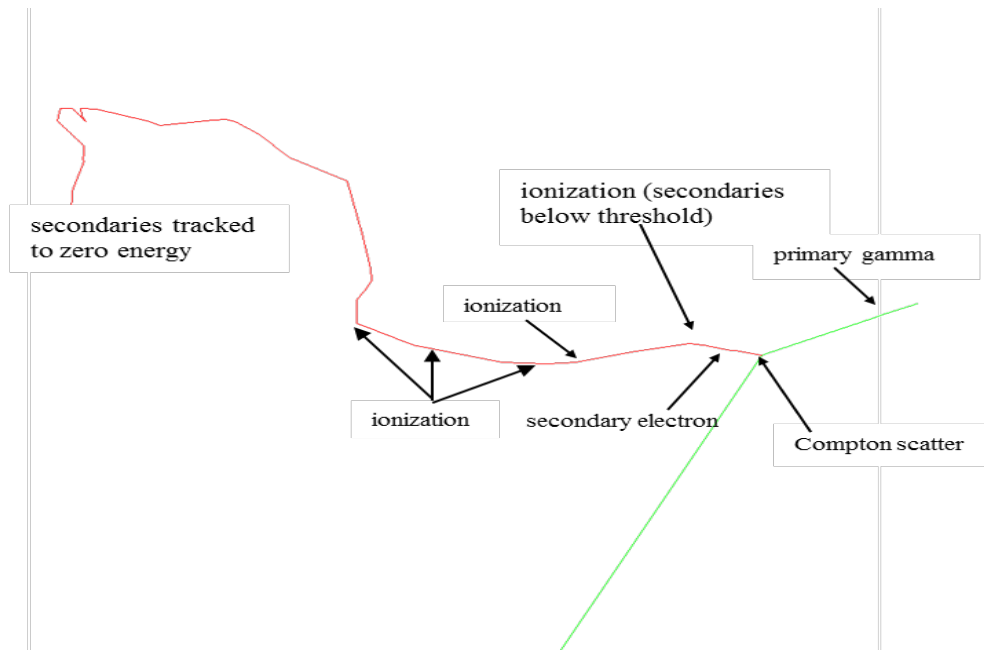 ionization (secondaries
below threshold)
secondaries tracked
to zero energy
primary gamma
ionization
ionization
secondary electron
Compton scatter